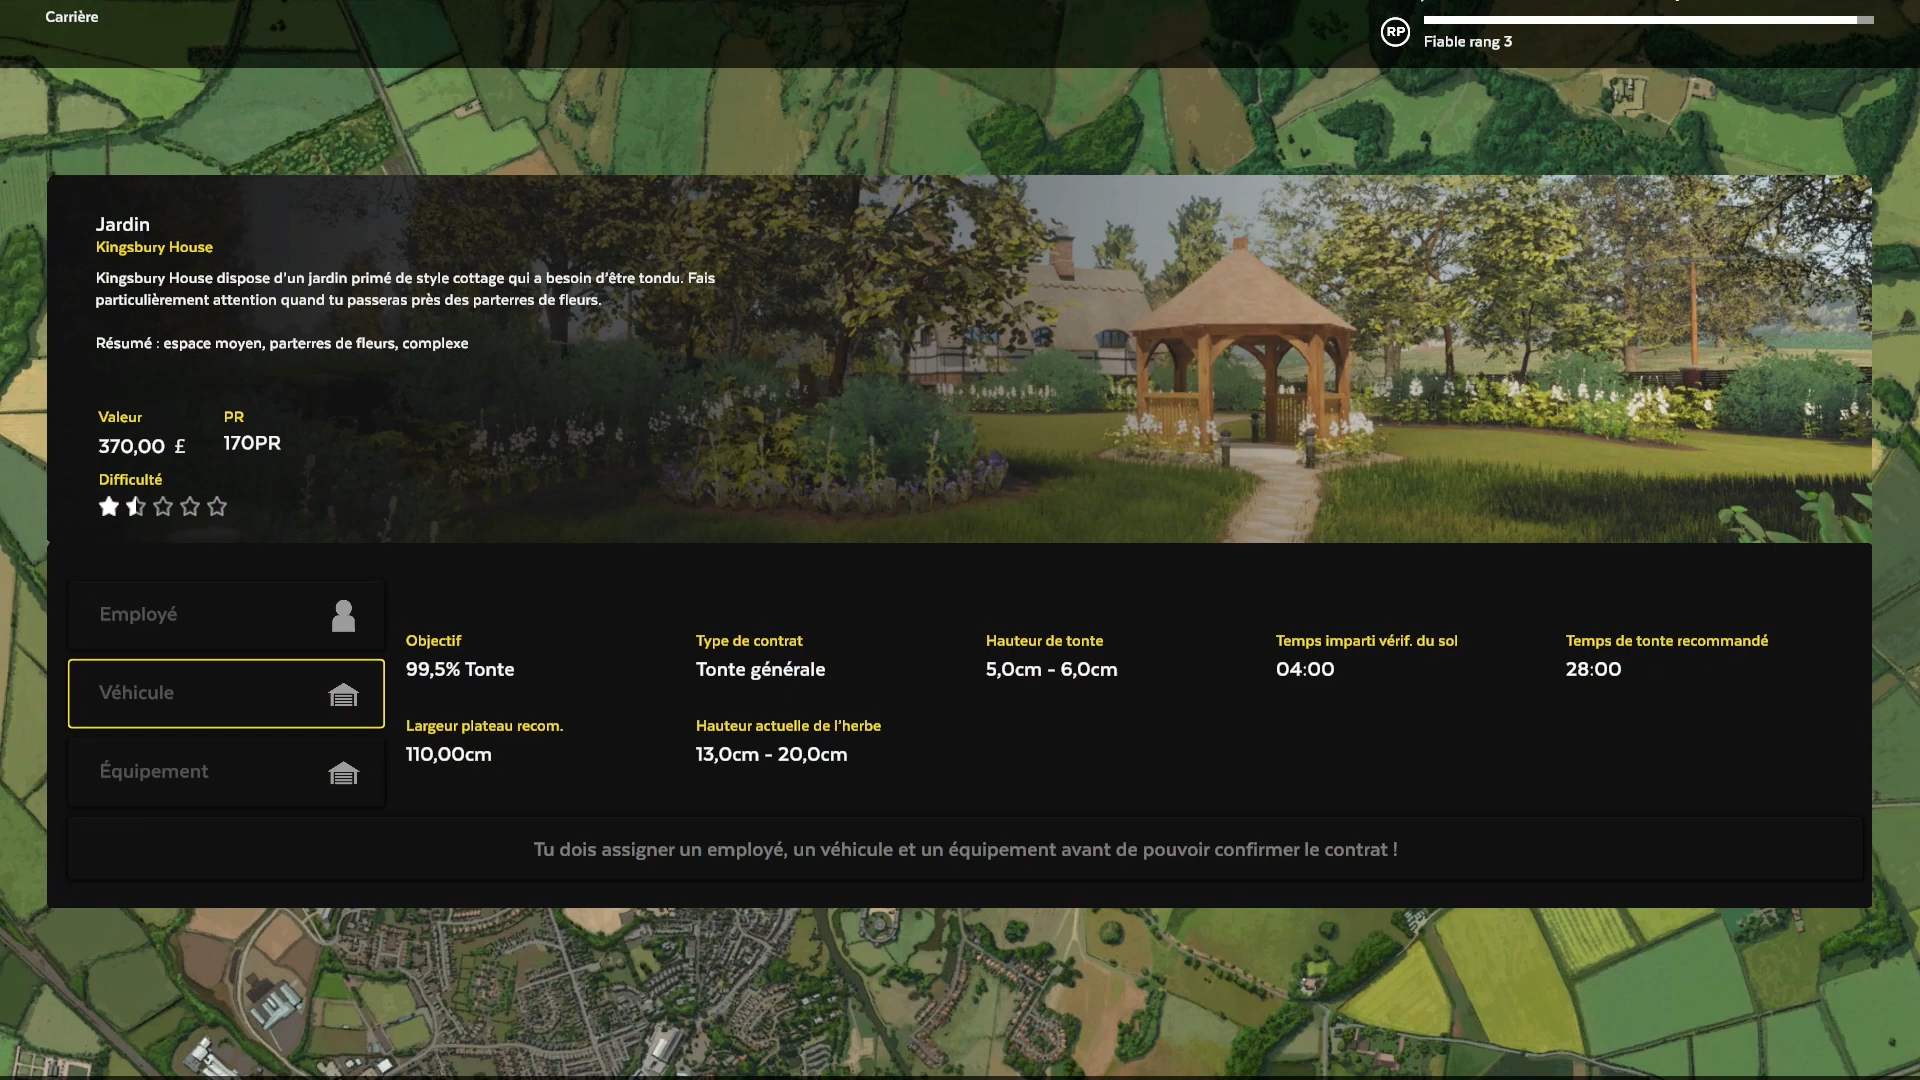 Carrière
RP
Fiable rang 3
Jardin
Kingsbury House
Kingsbury House dispose d'un jardin primé de style cottage qui a besoin d'être tondu. Fais
particulièrement attention quand tu passeras près des parterres de fleurs.
Résumé : espace moyen, parterres de fleurs, complexe
Valeur
370,00 £
PR
170PR
Difficulté
Employé
Véhicule
Équipement
Objectif
99,5% Tonte
Type de contrat
Tonte générale
Hauteur de tonte
5,0cm - 6,0cm
Temps imparti vérif. du sol
04:00
Temps de tonte recommandé
28:00
Largeur plateau recom.
110,00cm
Hauteur actuelle de l'herbe
13,0cm - 20,0cm
Tu dois assigner un employé, un véhicule et un équipement avant de pouvoir confirmer le contrat !